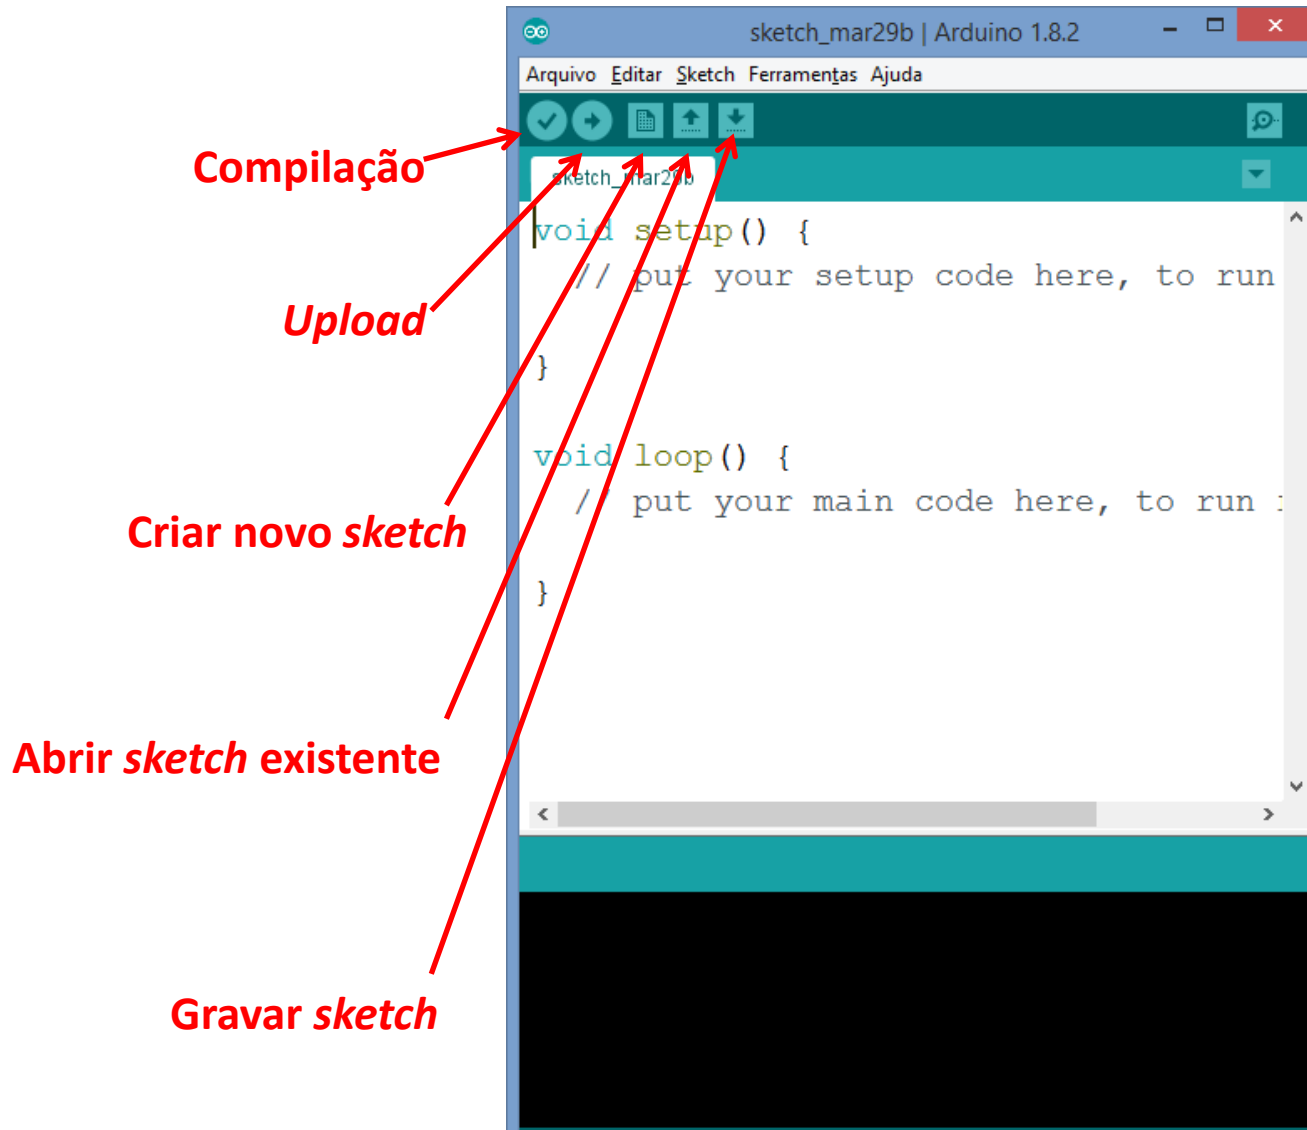 sketch_mar29b | Arduino 1.8.2
Arquivo Editar Sketch Ferramentas Ajuda
Compilação
sketch_mar29b
void setup() {
// put your setup code here, to run
Upload
}
void loop() {
// put your main code here, to run
Criar novo sketch
}
Abrir sketch existente
Gravar sketch